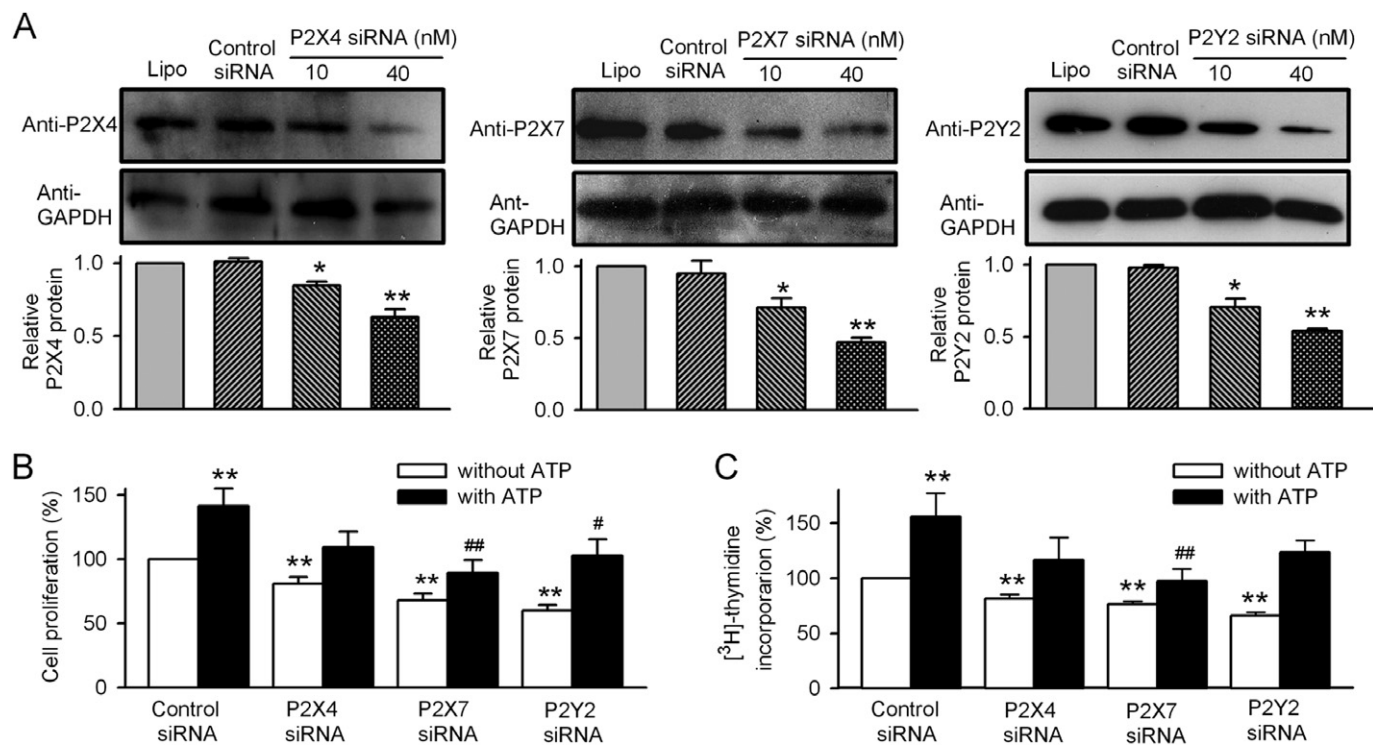 A
Lipo
Control
siRNA
P2X4 siRNA (nM)
10 40
Anti-P2X4
Anti-
GAPDH
1.0
0.5
0.0
Relative
P2X4 protein
*
**
Lipo
Control
siRNA
P2X7 siRNA (nM)
10 40
Anti-P2X7
Ant-
GAPDH
1.0
0.5
0.0
Relative
P2X7 protein
*
**
Lipo
Control
siRNA
P2Y2 siRNA (nM)
10 40
Anti-P2Y2
Anti-
GAPDH
1.0
0.5
0.0
Relative
P2Y2 protein
*
**
B
without ATP
with ATP
Cell proliferation (%)
150
100
50
0
**
**
**
##
**
#
Control
siRNA
P2X4
siRNA
P2X7
siRNA
P2Y2
siRNA
C
without ATP
with ATP
[³H]-thymidine
incorporarion (%)
150
100
50
0
**
**
**
##
**
Control
siRNA
P2X4
siRNA
P2X7
siRNA
P2Y2
siRNA